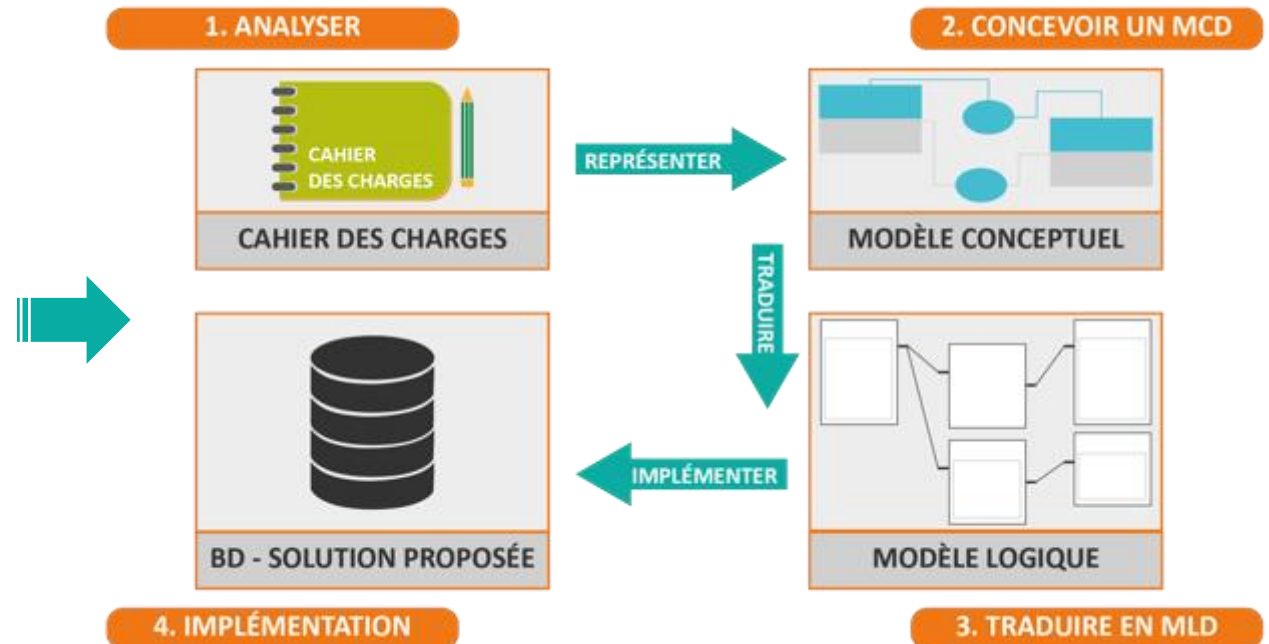 1. ANALYSER
2. CONCEVOIR UN MCD
CAHIER
DES CHARGES
CAHIER DES CHARGES
REPRÉSENTER
MODÈLE CONCEPTUEL
TRADUIRE
BD - SOLUTION PROPOSÉE
IMPLÉMENTER
MODÈLE LOGIQUE
4. IMPLÉMENTATION
3. TRADUIRE EN MLD